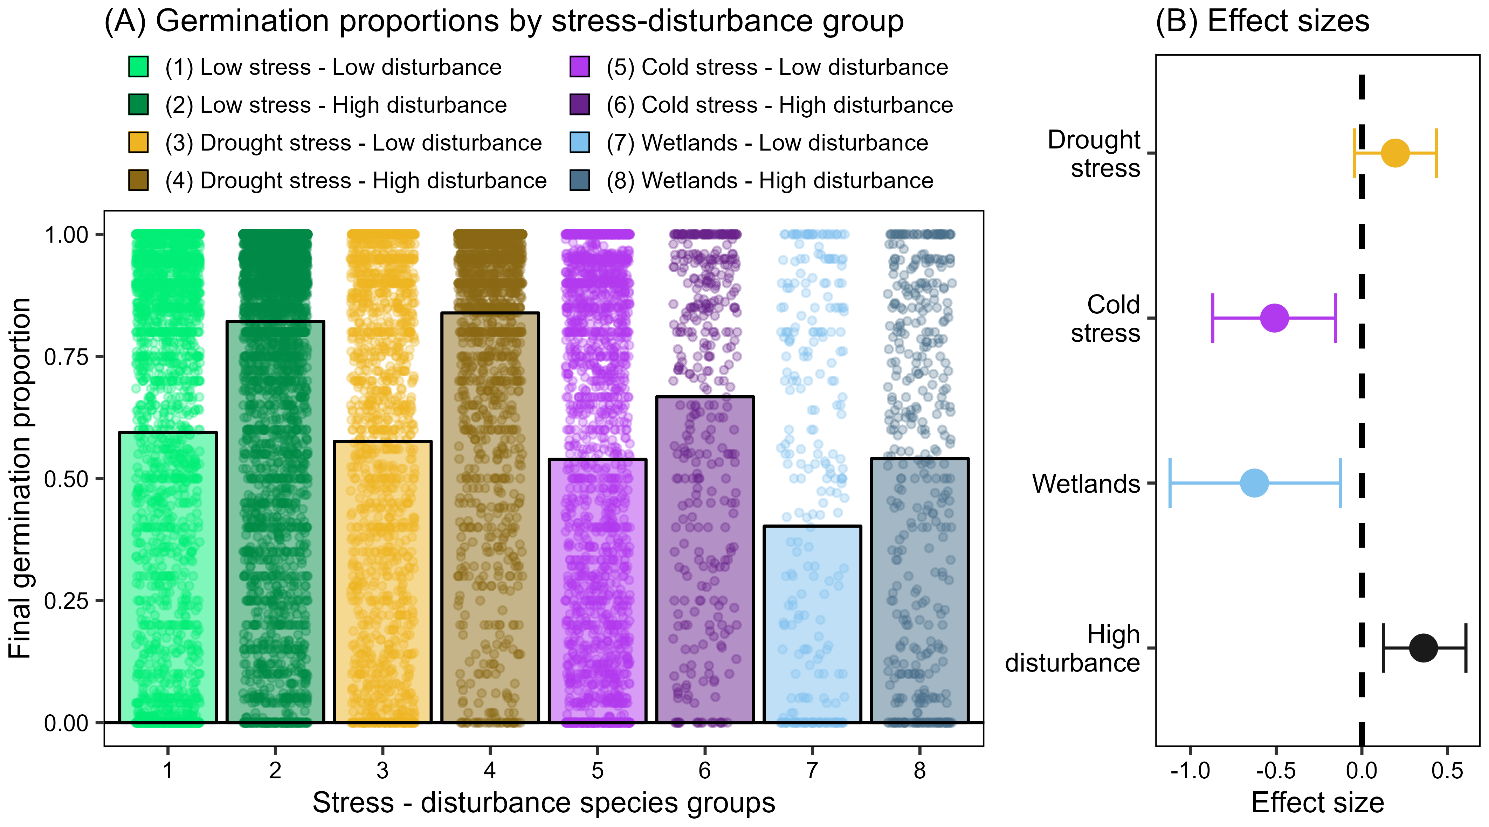 (A) Germination proportions by stress-disturbance group
(1) Low stress - Low disturbance
(2) Low stress - High disturbance
(3) Drought stress - Low disturbance
(4) Drought stress - High disturbance
(5) Cold stress - Low disturbance
(6) Cold stress - High disturbance
(7) Wetlands - Low disturbance
(8) Wetlands - High disturbance
Final germination proportion
1.00
0.75
0.50
0.25
0.00
1 2 3 4 5 6 7 8
Stress - disturbance species groups
(B) Effect sizes
Drought
stress
Cold
stress
Wetlands
High
disturbance
-1.0 -0.5 0.0 0.5
Effect size